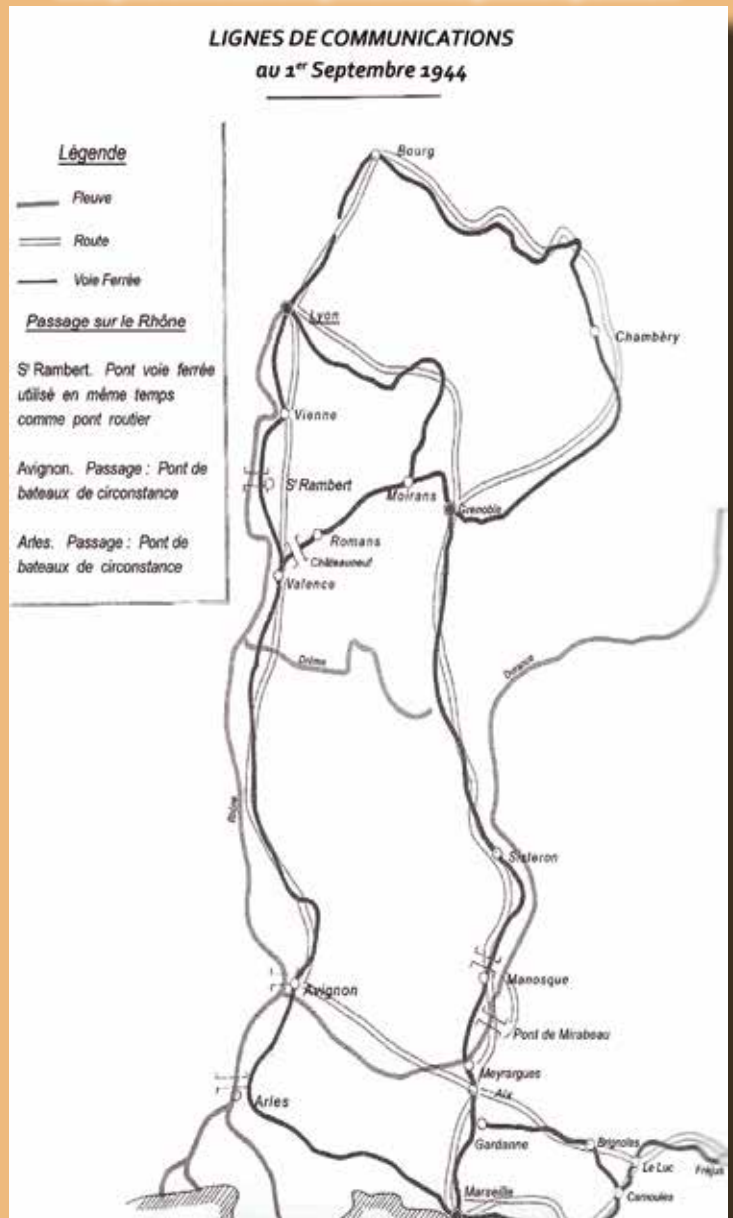 LIGNES DE COMMUNICATIONS
au 1er Septembre 1944
Légende
Fleuve
Route
Voie Ferrée
Passage sur le Rhône
St Rambert. Pont voie ferrée
utilisé en même temps
comme pont routier
Avignon. Passage : Pont de
bateaux de circonstance
Arles. Passage : Pont de
bateaux de circonstance
Bourg
Lyon
Chambéry
Vienne
St Rambert
Moirans
Grenoble
Romans
Châteauneuf
Valence
Drôme
Durance
Rhône
Sisteron
Manosque
Avignon
Pont de Mirabeau
Meyrargues
Aix
Arles
Gardanne
Brignoles
Le Luc
Fréjus
Carnoules
Marseille